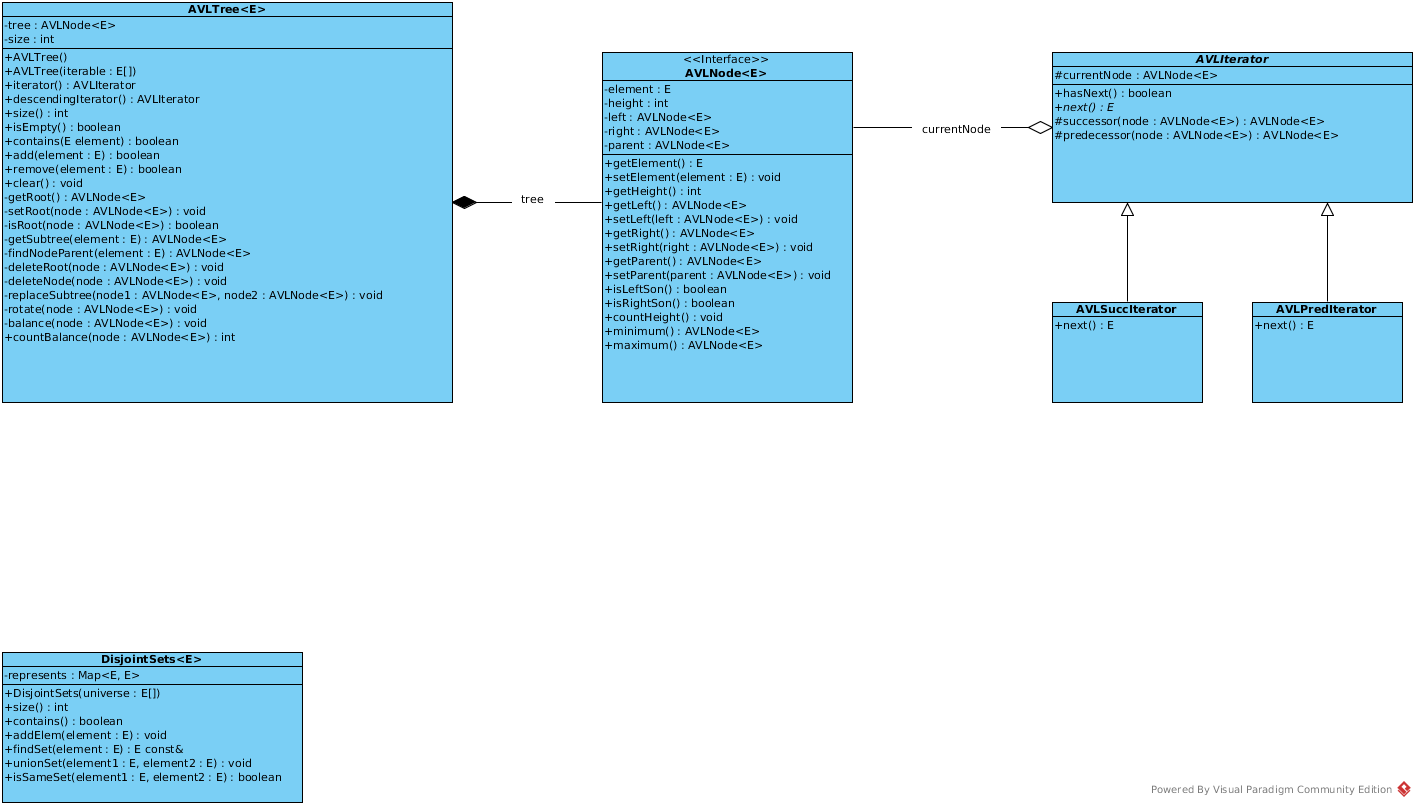 AVLTree<E>
-tree : AVLNode<E>
-size : int
+AVLTree()
+AVLTree(iterable : E[])
+iterator() : AVLIterator
+descendingIterator() : AVLIterator
+size() : int
+isEmpty() : boolean
+contains(E element) : boolean
+add(element : E) : boolean
+remove(element : E) : boolean
+clear() : void
-getRoot() : AVLNode<E>
-setRoot(node : AVLNode<E>) : void
-isRoot(node : AVLNode<E>) : boolean
-getSubtree(element : E) : AVLNode<E>
-findNodeParent(element : E) : AVLNode<E>
-deleteRoot(node : AVLNode<E>) : void
-deleteNode(node : AVLNode<E>) : void
-replaceSubtree(node1 : AVLNode<E>, node2 : AVLNode<E>) : void
-rotate(node : AVLNode<E>) : void
-balance(node : AVLNode<E>) : void
+countBalance(node : AVLNode<E>) : int
tree
<<Interface>>
AVLNode<E>
-element : E
-height : int
-left : AVLNode<E>
-right : AVLNode<E>
-parent : AVLNode<E>
+getElement() : E
+setElement(element : E) : void
+getHeight() : int
+getLeft() : AVLNode<E>
+setLeft(left : AVLNode<E>) : void
+getRight() : AVLNode<E>
+setRight(right : AVLNode<E>) : void
+getParent() : AVLNode<E>
+setParent(parent : AVLNode<E>) : void
+isLeftSon() : boolean
+isRightSon() : boolean
+countHeight() : void
+minimum() : AVLNode<E>
+maximum() : AVLNode<E>
currentNode
AVLIterator
#currentNode : AVLNode<E>
+hasNext() : boolean
+next() : E
#successor(node : AVLNode<E>) : AVLNode<E>
#predecessor(node : AVLNode<E>) : AVLNode<E>
AVLSuccIterator
+next() : E
AVLPredIterator
+next() : E
DisjointSets<E>
-represents : Map<E, E>
+DisjointSets(universe : E[])
+size() : int
+contains() : boolean
+addElem(element : E) : void
+findSet(element : E) : E const&
+unionSet(element1 : E, element2 : E) : void
+isSameSet(element1 : E, element2 : E) : boolean
Powered By Visual Paradigm Community Edition